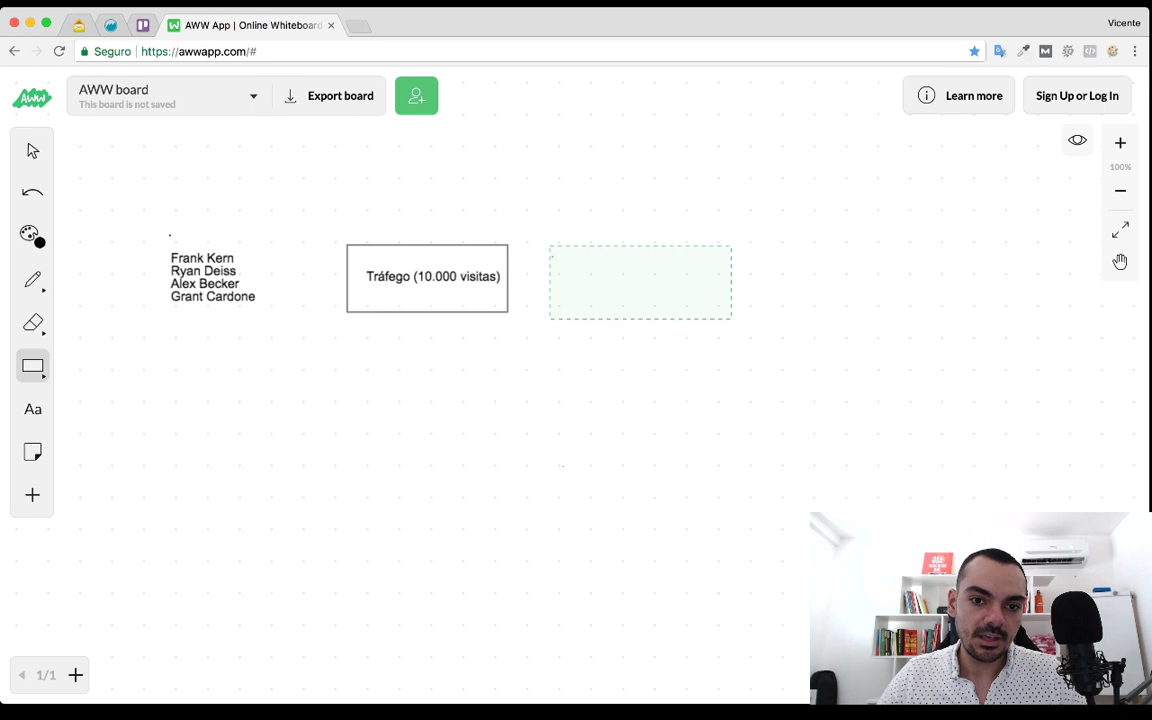 AWW App | Online Whiteboard
Vicente
Seguro https://awwapp.com/#
AWW
AWW board
This board is not saved
Export board
Learn more
Sign Up or Log In
100%
Frank Kern
Ryan Deiss
Alex Becker
Grant Cardone
Tráfego (10.000 visitas)
Aa
1/1